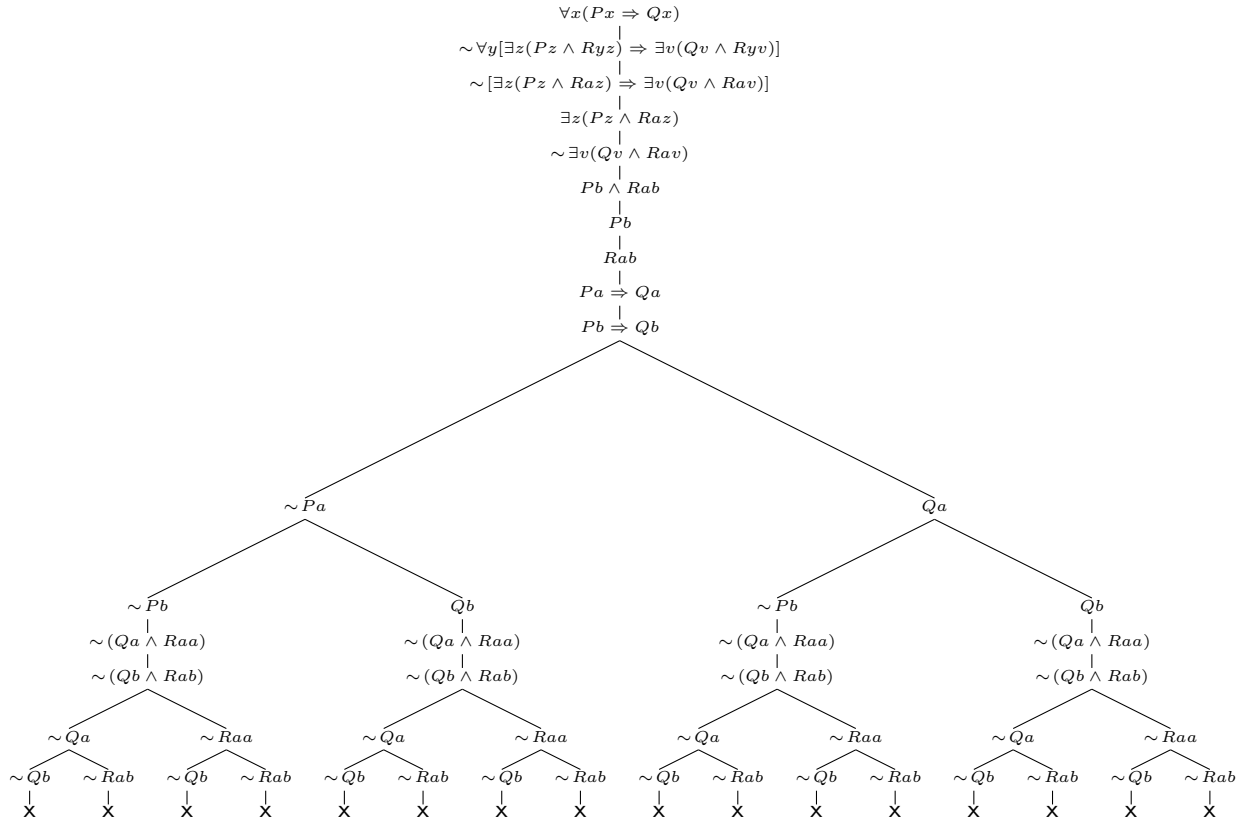 ∀x(Px ⇒ Qx)
∼∀y[∃z(Pz ∧ Ryz) ⇒ ∃v(Qv ∧ Ryv)]
∼[∃z(Pz ∧ Raz) ⇒ ∃v(Qv ∧ Rav)]
∃z(Pz ∧ Raz)
∼∃v(Qv ∧ Rav)
Pb ∧ Rab
Pb
Rab
Pa ⇒ Qa
Pb ⇒ Qb
∼Pa Qa
∼Pb Qb ∼Pb Qb
∼(Qa ∧ Raa) ∼(Qa ∧ Raa) ∼(Qa ∧ Raa) ∼(Qa ∧ Raa)
∼(Qb ∧ Rab) ∼(Qb ∧ Rab) ∼(Qb ∧ Rab) ∼(Qb ∧ Rab)
∼Qa ∼Raa ∼Qa ∼Raa ∼Qa ∼Raa ∼Qa ∼Raa
∼Qb ∼Rab ∼Qb ∼Rab ∼Qb ∼Rab ∼Qb ∼Rab ∼Qb ∼Rab ∼Qb ∼Rab ∼Qb ∼Rab ∼Qb ∼Rab
x x x x x x x x x x x x x x x x